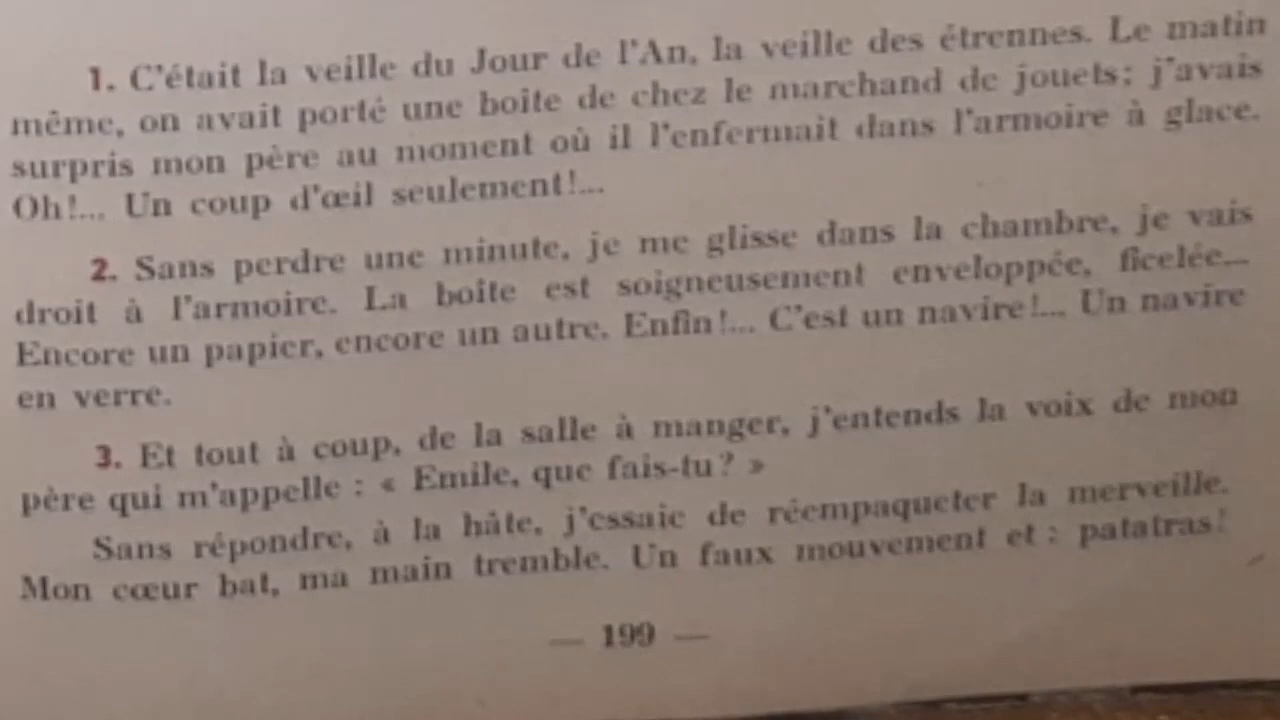 1. C'était la veille du Jour de l'An, la veille des étrennes. Le matin
même, on avait porté une boîte de chez le marchand de jouets; j'avais
surpris mon père au moment où il l'enfermait dans l'armoire à glace.
Oh!... Un coup d'œil seulement!...
2. Sans perdre une minute, je me glisse dans la chambre, je vais
droit à l'armoire. La boîte est soigneusement enveloppée, ficelée...
Encore un papier, encore un autre. Enfin!... C'est un navire!... Un navire
en verre.
3. Et tout à coup, de la salle à manger, j'entends la voix de mon
père qui m'appelle : « Emile, que fais-tu? »
Sans répondre, à la hâte, j'essaie de réempaqueter la merveille.
Mon cœur bat, ma main tremble. Un faux mouvement et : patatras!
— 199 —